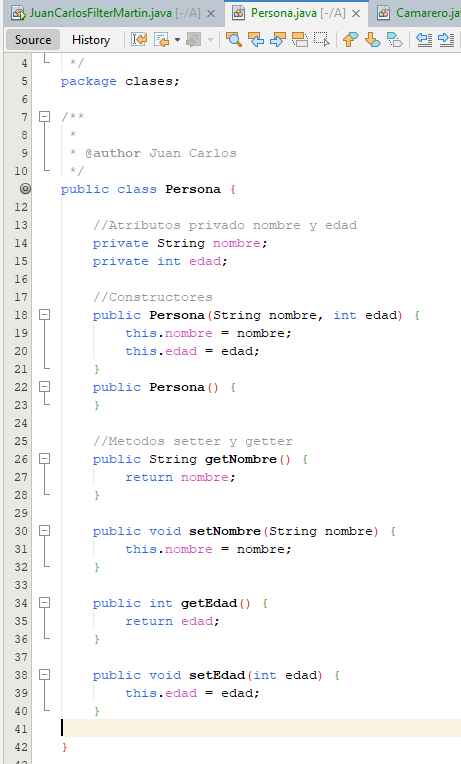 JuanCarlosFilterMartin.java [-/A]
Persona.java [-/A]
Camarero.ja
Source
History
4 */
5 package clases;
6
7 /**
8 *
9 * @author Juan Carlos
10 */
public class Persona {
12
13 //Atributos privado nombre y edad
14 private String nombre;
15 private int edad;
16
17 //Constructores
18 public Persona(String nombre, int edad) {
19 this.nombre = nombre;
20 this.edad = edad;
21 }
22 public Persona() {
23 }
24
25 //Metodos setter y getter
26 public String getNombre() {
27 return nombre;
28 }
29
30 public void setNombre(String nombre) {
31 this.nombre = nombre;
32 }
33
34 public int getEdad() {
35 return edad;
36 }
37
38 public void setEdad(int edad) {
39 this.edad = edad;
40 }
41
42 }
43